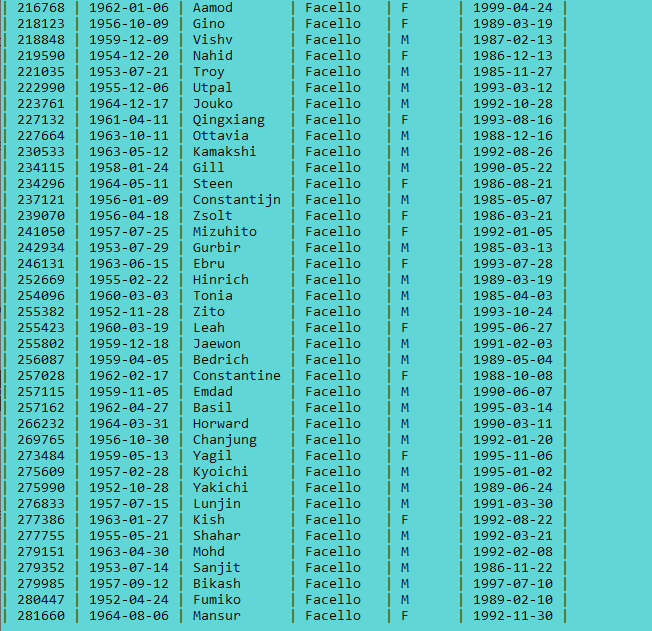 | 216768 | 1962-01-06 | Aamod | Facello | F | 1999-04-24 |
| 218123 | 1956-10-09 | Gino | Facello | F | 1989-03-19 |
| 218848 | 1959-12-09 | Vishv | Facello | M | 1987-02-13 |
| 219590 | 1954-12-20 | Nahid | Facello | F | 1986-12-13 |
| 221035 | 1953-07-21 | Troy | Facello | M | 1985-11-27 |
| 222990 | 1955-12-06 | Utpal | Facello | M | 1993-03-12 |
| 223761 | 1964-12-17 | Jouko | Facello | M | 1992-10-28 |
| 227132 | 1961-04-11 | Qingxiang | Facello | F | 1993-08-16 |
| 227664 | 1963-10-11 | Ottavia | Facello | M | 1988-12-16 |
| 230533 | 1963-05-12 | Kamakshi | Facello | M | 1992-08-26 |
| 234115 | 1958-01-24 | Gill | Facello | M | 1990-05-22 |
| 234296 | 1964-05-11 | Steen | Facello | F | 1986-08-21 |
| 237121 | 1956-01-09 | Constantijn | Facello | M | 1985-05-07 |
| 239070 | 1956-04-18 | Zsolt | Facello | F | 1986-03-21 |
| 241050 | 1957-07-25 | Mizuhito | Facello | F | 1992-01-05 |
| 242934 | 1953-07-29 | Gurbir | Facello | M | 1985-03-13 |
| 246131 | 1963-06-15 | Ebru | Facello | F | 1993-07-28 |
| 252669 | 1955-02-22 | Hinrich | Facello | M | 1989-03-19 |
| 254096 | 1960-03-03 | Tonia | Facello | M | 1985-04-03 |
| 255382 | 1952-11-28 | Zito | Facello | M | 1993-10-24 |
| 255423 | 1960-03-19 | Leah | Facello | F | 1995-06-27 |
| 255802 | 1959-12-18 | Jaewon | Facello | M | 1991-02-03 |
| 256087 | 1959-04-05 | Bedrich | Facello | M | 1989-05-04 |
| 257028 | 1962-02-17 | Constantine | Facello | F | 1988-10-08 |
| 257115 | 1959-11-05 | Emdad | Facello | M | 1990-06-07 |
| 257162 | 1962-04-27 | Basil | Facello | M | 1995-03-14 |
| 266232 | 1964-03-31 | Horward | Facello | M | 1990-03-11 |
| 269765 | 1956-10-30 | Chanjung | Facello | M | 1992-01-20 |
| 273484 | 1959-05-13 | Yagil | Facello | F | 1995-11-06 |
| 275609 | 1957-02-28 | Kyoichi | Facello | M | 1995-01-02 |
| 275990 | 1952-10-28 | Yakichi | Facello | M | 1989-06-24 |
| 276833 | 1957-07-15 | Lunjin | Facello | M | 1991-03-30 |
| 277386 | 1963-01-27 | Kish | Facello | F | 1992-08-22 |
| 277755 | 1955-05-21 | Shahar | Facello | M | 1992-03-21 |
| 279151 | 1963-04-30 | Mohd | Facello | M | 1992-02-08 |
| 279352 | 1953-07-14 | Sanjit | Facello | M | 1986-11-22 |
| 279985 | 1957-09-12 | Bikash | Facello | M | 1997-07-10 |
| 280447 | 1952-04-24 | Fumiko | Facello | M | 1989-02-10 |
| 281660 | 1964-08-06 | Mansur | Facello | F | 1992-11-30 |